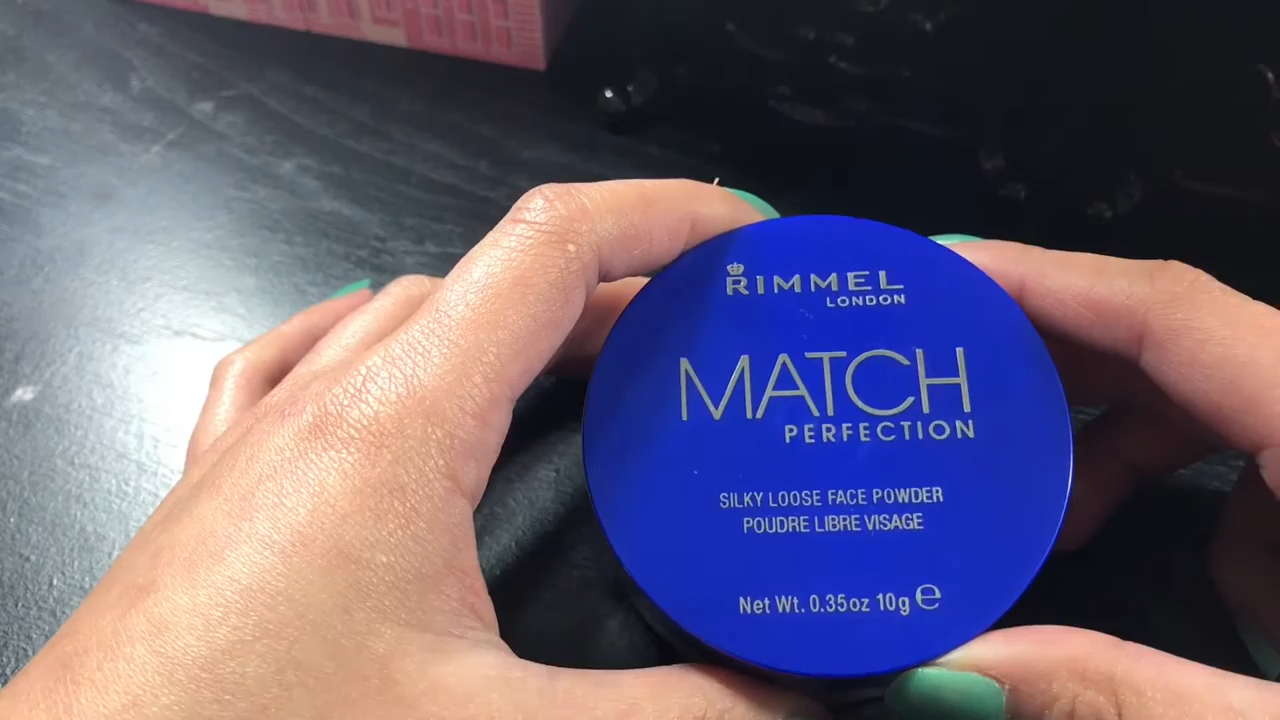 RIMMEL
LONDON
MATCH
PERFECTION
SILKY LOOSE FACE POWDER
POUDRE LIBRE VISAGE
Net Wt. 0.35oz 10g ℮